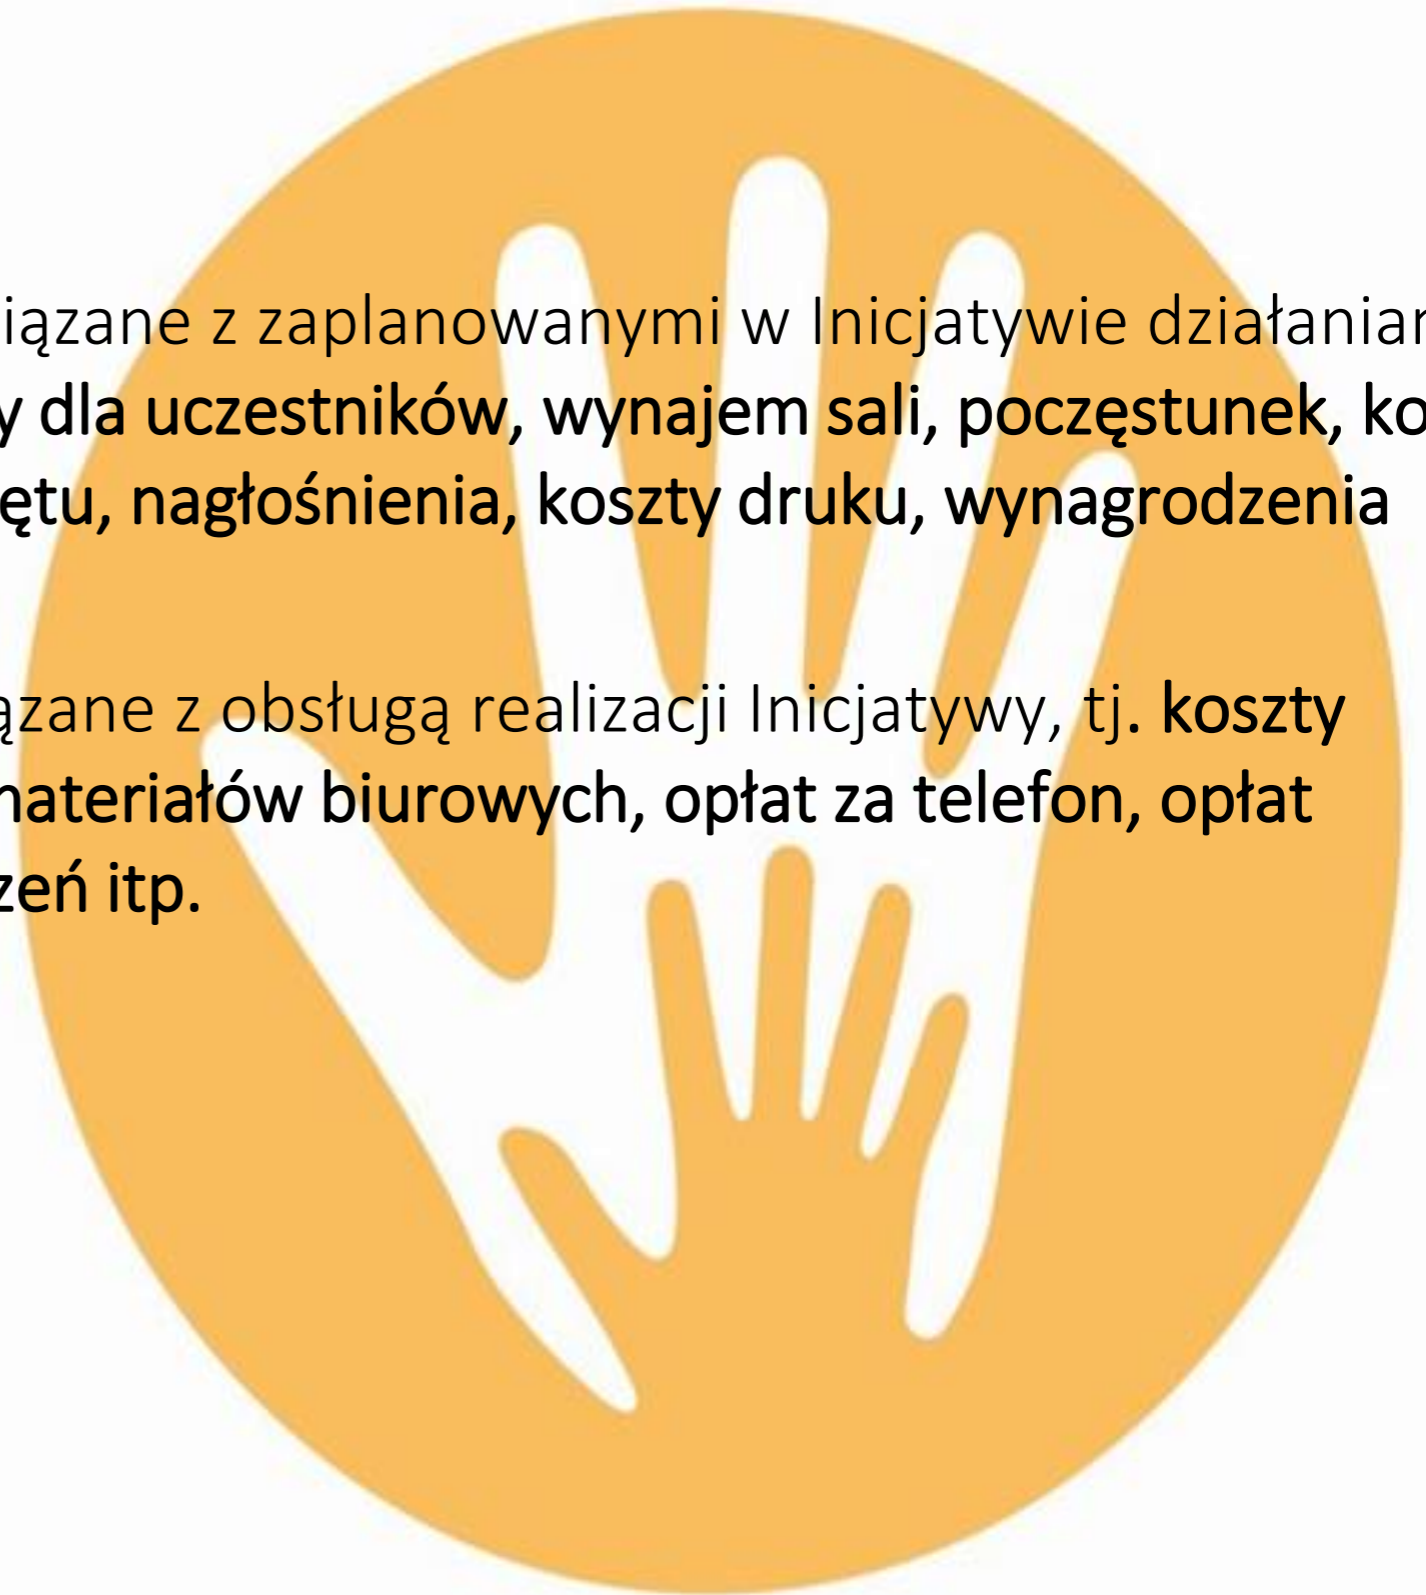 iązane z zaplanowanymi w Inicjatywie działania
y dla uczestników, wynajem sali, poczęstunek, ko
ętu, nagłośnienia, koszty druku, wynagrodzenia
ązane z obsługą realizacji Inicjatywy, tj. koszty
materiałów biurowych, opłat za telefon, opłat
zeń itp.